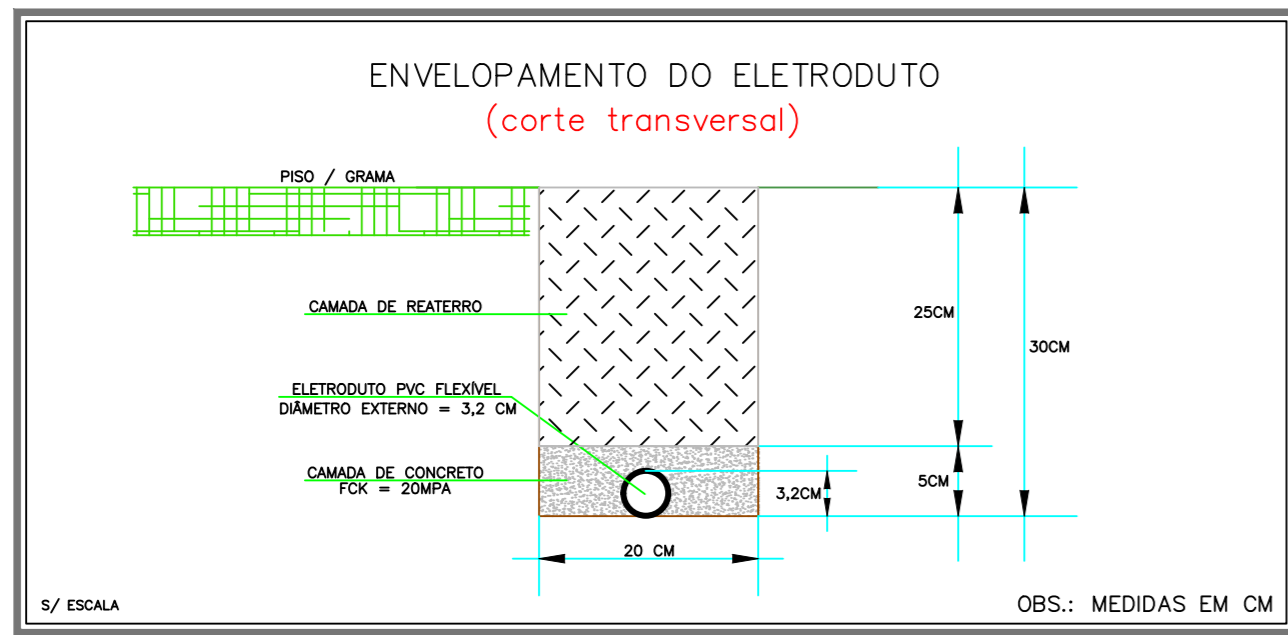 ENVELOPAMENTO DO ELETRODUTO
(corte transversal)
PISO / GRAMA
CAMADA DE REATERRO
25CM
30CM
ELETRODUTO PVC FLEXÍVEL
DIÂMETRO EXTERNO = 3,2 CM
CAMADA DE CONCRETO
FCK = 20MPA
3,2CM
5CM
20 CM
S/ ESCALA
OBS.: MEDIDAS EM CM